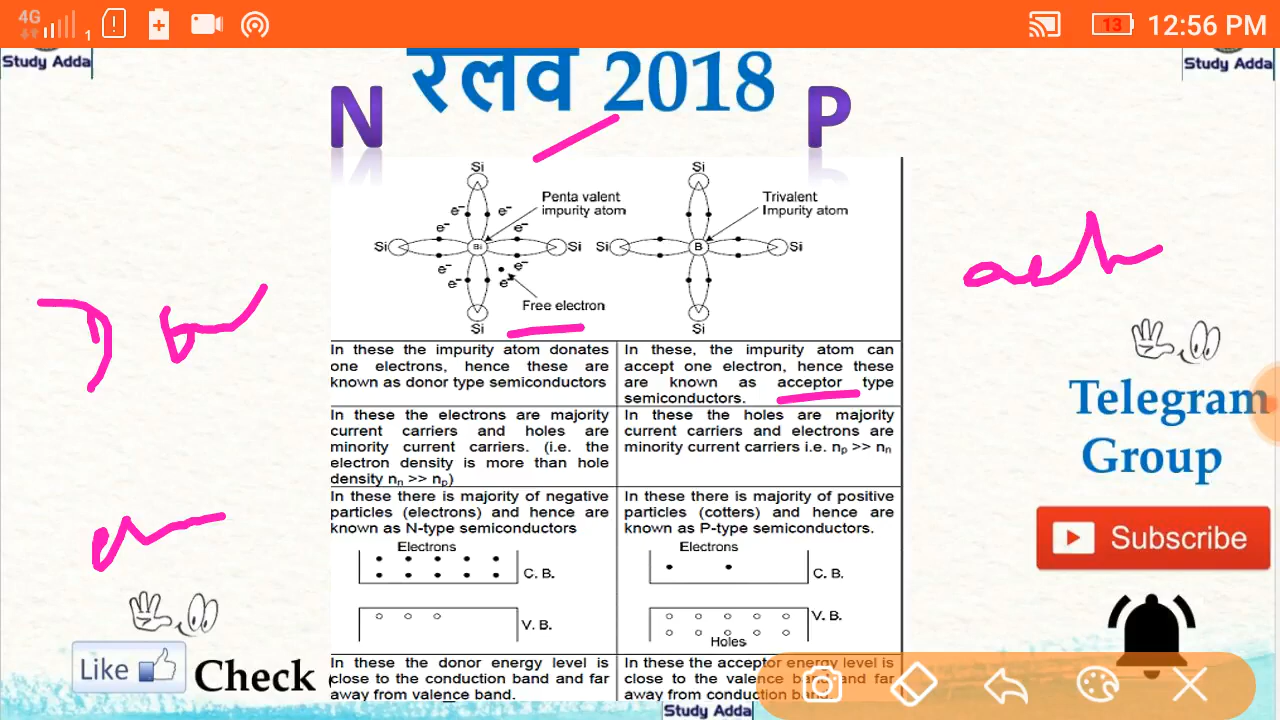 4G
1
13
12:56 PM
Study Adda
Study Adda
रेलवे 2018
N
P
Si
Si
e⁻
e⁻
Penta valent
impurity atom
Trivalent
Impurity atom
e⁻
e⁻
Si
Bi
Si
Si
B
Si
e⁻
e⁻
e⁻
e⁻
Free electron
Si
Si
In these the impurity atom donates
one electrons, hence these are
known as donor type semiconductors
In these, the impurity atom can
accept one electron, hence these
are known as acceptor type
semiconductors.
In these the electrons are majority
current carriers and holes are
minority current carriers. (i.e. the
electron density is more than hole
density nₙ >> nₚ)
In these the holes are majority
current carriers and electrons are
minority current carriers i.e. nₚ >> nₙ
In these there is majority of negative
particles (electrons) and hence are
known as N-type semiconductors
In these there is majority of positive
particles (cotters) and hence are
known as P-type semiconductors.
Electrons
C. B.
V. B.
Electrons
C. B.
V. B.
Holes
In these the donor energy level is
close to the conduction band and far
away from valence band.
In these the acceptor energy level is
close to the valence band and far
away from conduction band.
Telegram
Group
Subscribe
Like
Check
Study Adda